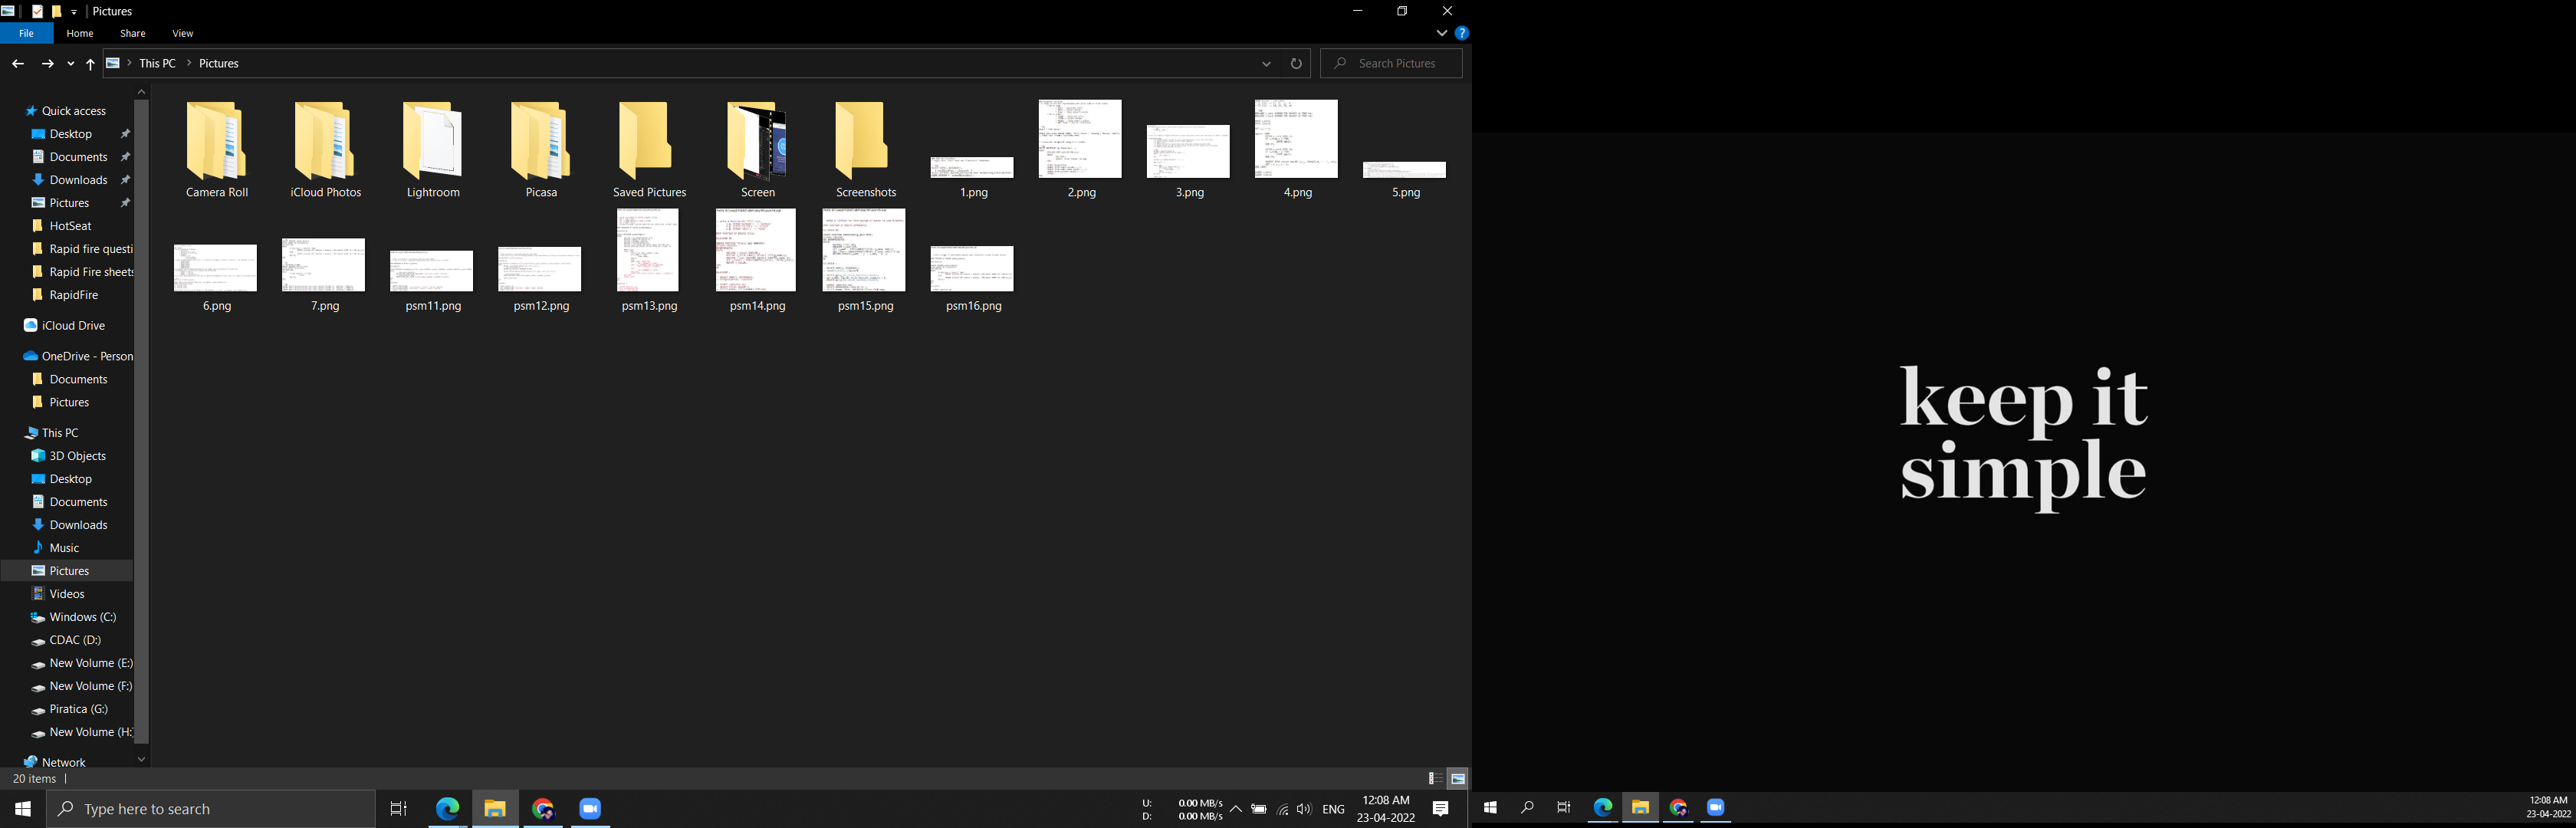 Pictures
File Home Share View
This PC Pictures
Search Pictures
Quick access
Desktop
Documents
Downloads
Pictures
HotSeat
Rapid fire questi
Rapid Fire sheets
RapidFire
iCloud Drive
OneDrive - Person
Documents
Pictures
This PC
3D Objects
Desktop
Documents
Downloads
Music
Pictures
Videos
Windows (C:)
CDAC (D:)
New Volume (E:)
New Volume (F:)
Piratica (G:)
New Volume (H:
Network
Camera Roll iCloud Photos Lightroom Picasa Saved Pictures Screen Screenshots 1.png 2.png 3.png 4.png 5.png
6.png 7.png psm11.png psm12.png psm13.png psm14.png psm15.png psm16.png
20 items
Type here to search
U: 0.00 MB/s
D: 0.00 MB/s
ENG
12:08 AM
23-04-2022
keep it
simple
12:08 AM
23-04-2022